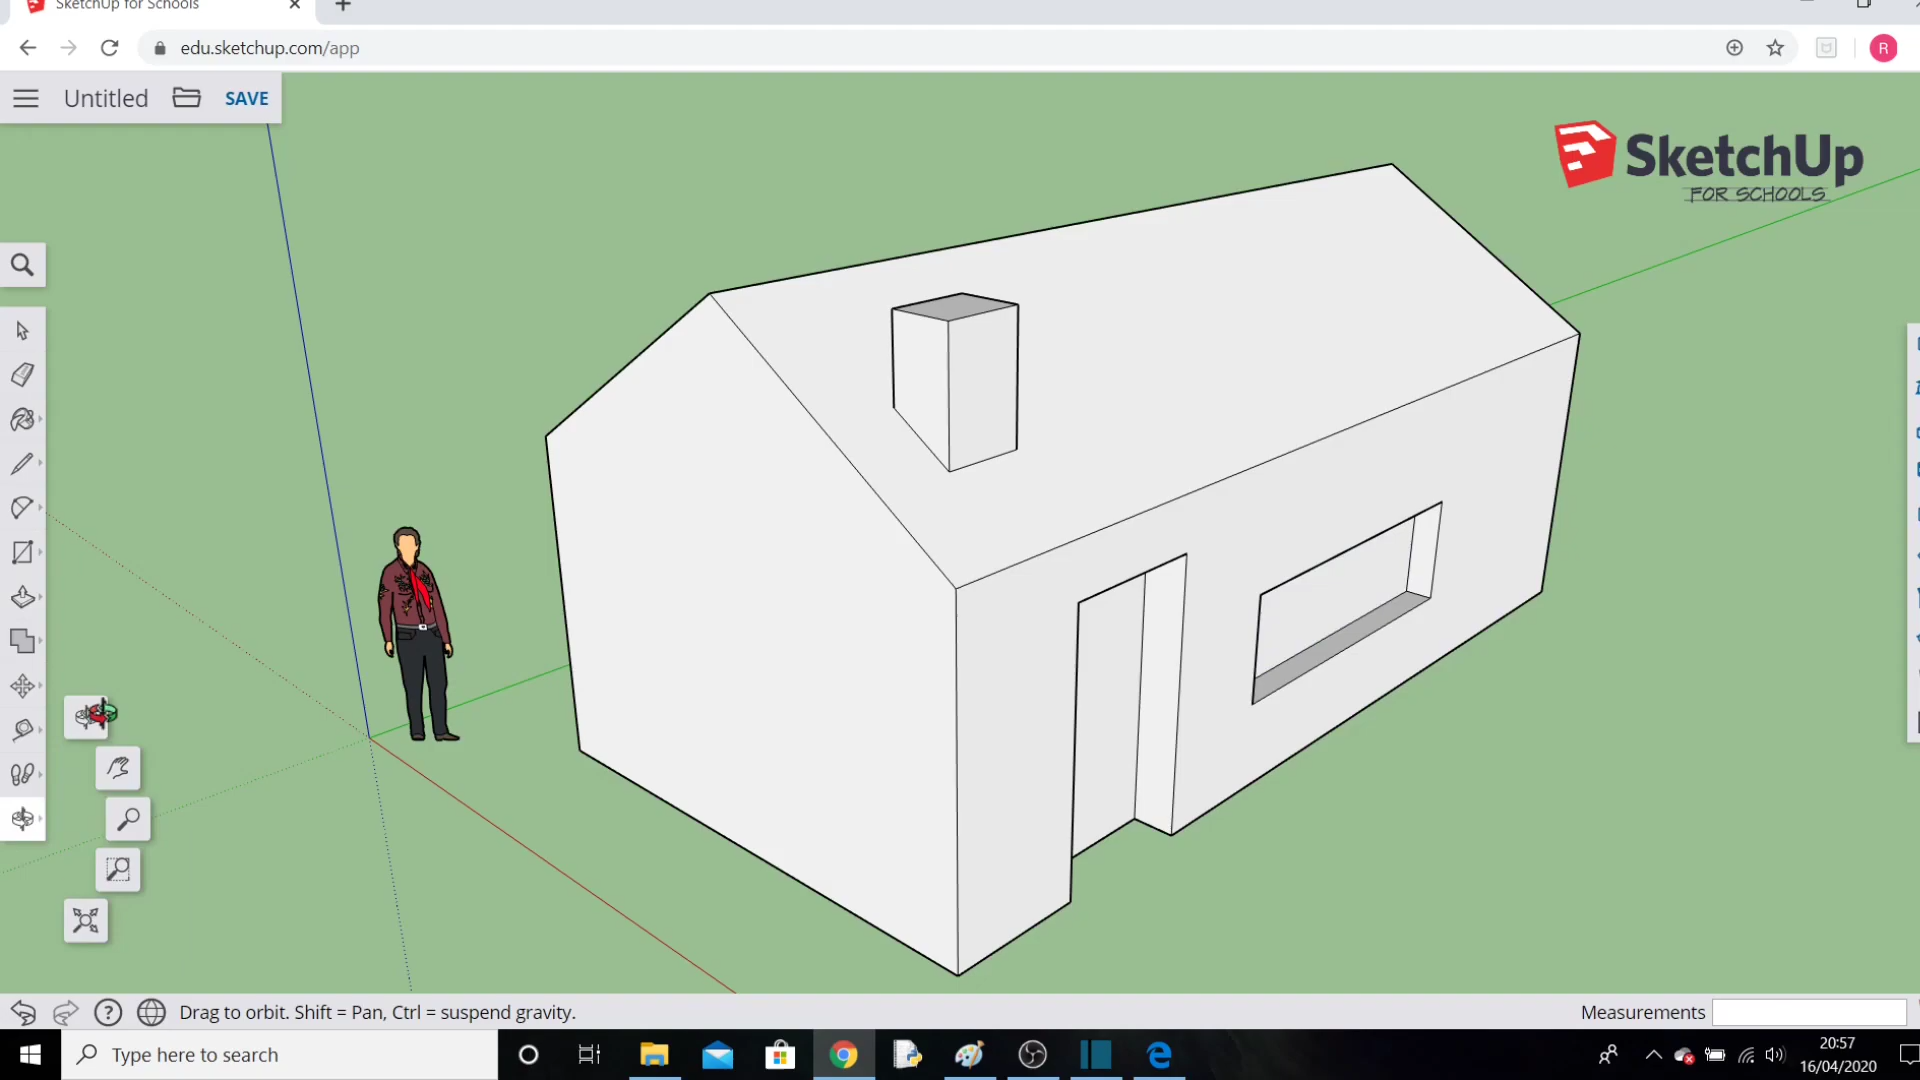 SketchUp for Schools
edu.sketchup.com/app
R
Untitled
SAVE
SketchUp
FOR SCHOOLS
Drag to orbit. Shift = Pan, Ctrl = suspend gravity.
Measurements
Type here to search
20:57
16/04/2020